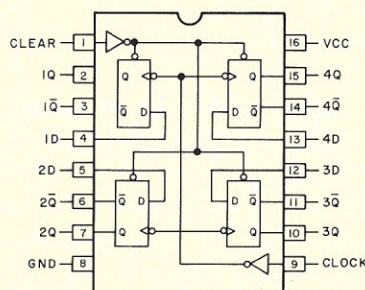 CLEAR 1 16 VCC
1Q 2 Q Q 15 4Q
1Q̅ 3 Q̅ Q̅ 14 4Q̅
1D 4 D D 13 4D
2D 5 12 3D
2Q̅ 6 Q̅ D D Q̅ 11 3Q̅
2Q 7 Q Q 10 3Q
GND 8 9 CLOCK